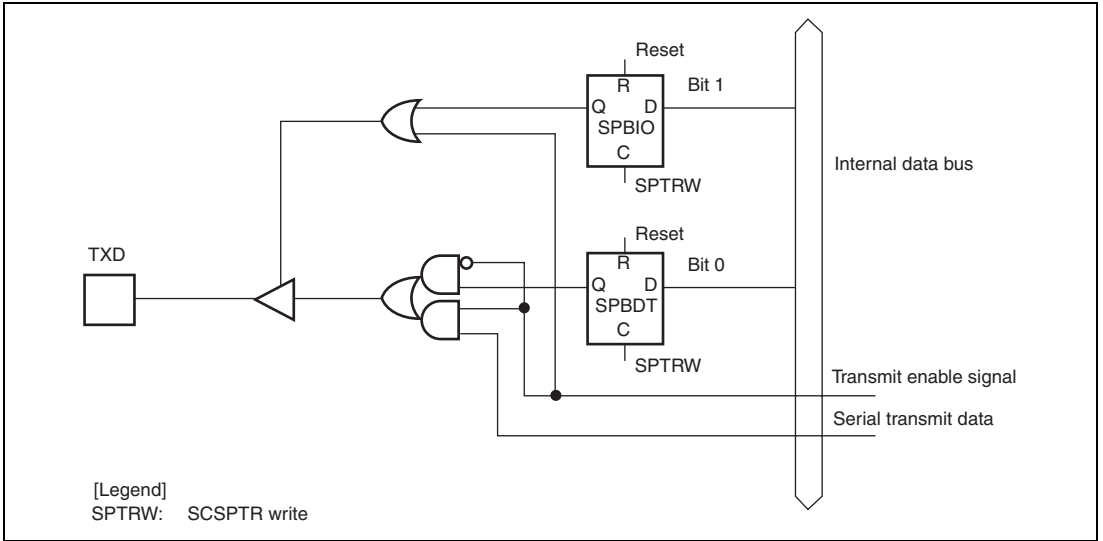 Reset
R
Bit 1
Q D
SPBIO
C
SPTRW
Internal data bus
Reset
TXD
R
Bit 0
Q D
SPBDT
C
SPTRW
Transmit enable signal
Serial transmit data
[Legend]
SPTRW: SCSPTR write